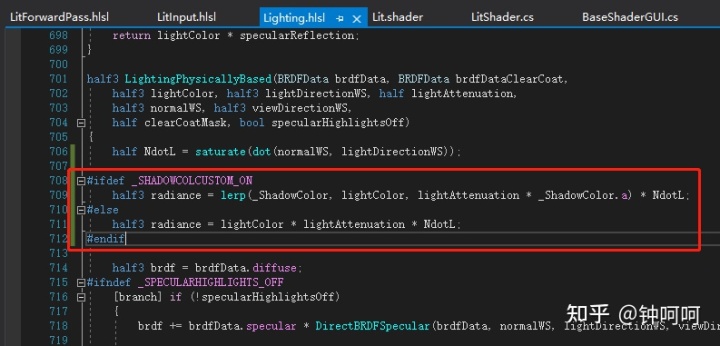 LitForwardPass.hlsl LitInput.hlsl Lighting.hlsl Lit.shader LitShader.cs BaseShaderGUI.cs
698 return lightColor * specularReflection;
699 }
700
701 half3 LightingPhysicallyBased(BRDFData brdfData, BRDFData brdfDataClearCoat,
702 half3 lightColor, half3 lightDirectionWS, half lightAttenuation,
703 half3 normalWS, half3 viewDirectionWS,
704 half clearCoatMask, bool specularHighlightsOff)
705 {
706 half NdotL = saturate(dot(normalWS, lightDirectionWS));
707
708 #ifdef _SHADOWCOLCUSTOM_ON
709 half3 radiance = lerp(_ShadowColor, lightColor, lightAttenuation * _ShadowColor.a) * NdotL;
710 #else
711 half3 radiance = lightColor * lightAttenuation * NdotL;
712 #endif
713
714 half3 brdf = brdfData.diffuse;
715 #ifndef _SPECULARHIGHLIGHTS_OFF
716 [branch] if (!specularHighlightsOff)
717 {
718 brdf += brdfData.specular * DirectBRDFSpecular(brdfData, normalWS, lightDirectionWS, viewDire
719
知乎 @钟呵呵